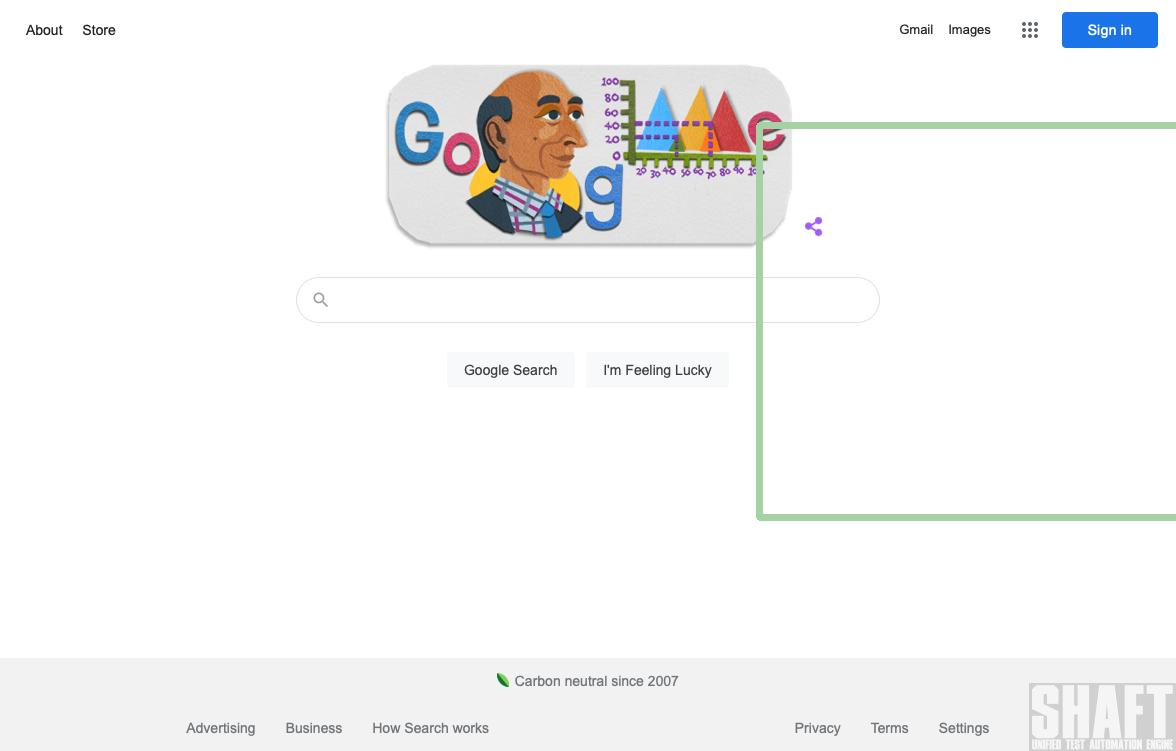 About Store Gmail Images Sign in
Google
100
80
60
40
20
0
20 30 40 50 60 70 80 90 100
Google Search I'm Feeling Lucky
Carbon neutral since 2007
Advertising Business How Search works Privacy Terms Settings
SHAFT
UNIFIED TEST AUTOMATION ENGINE